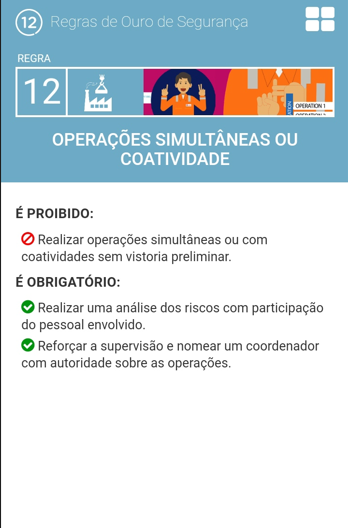 12 Regras de Ouro de Segurança
REGRA
12
OPERATION 1
OPERAÇÕES SIMULTÂNEAS OU
COATIVIDADE
É PROIBIDO:
Realizar operações simultâneas ou com
coatividades sem vistoria preliminar.
É OBRIGATÓRIO:
Realizar uma análise dos riscos com participação
do pessoal envolvido.
Reforçar a supervisão e nomear um coordenador
com autoridade sobre as operações.